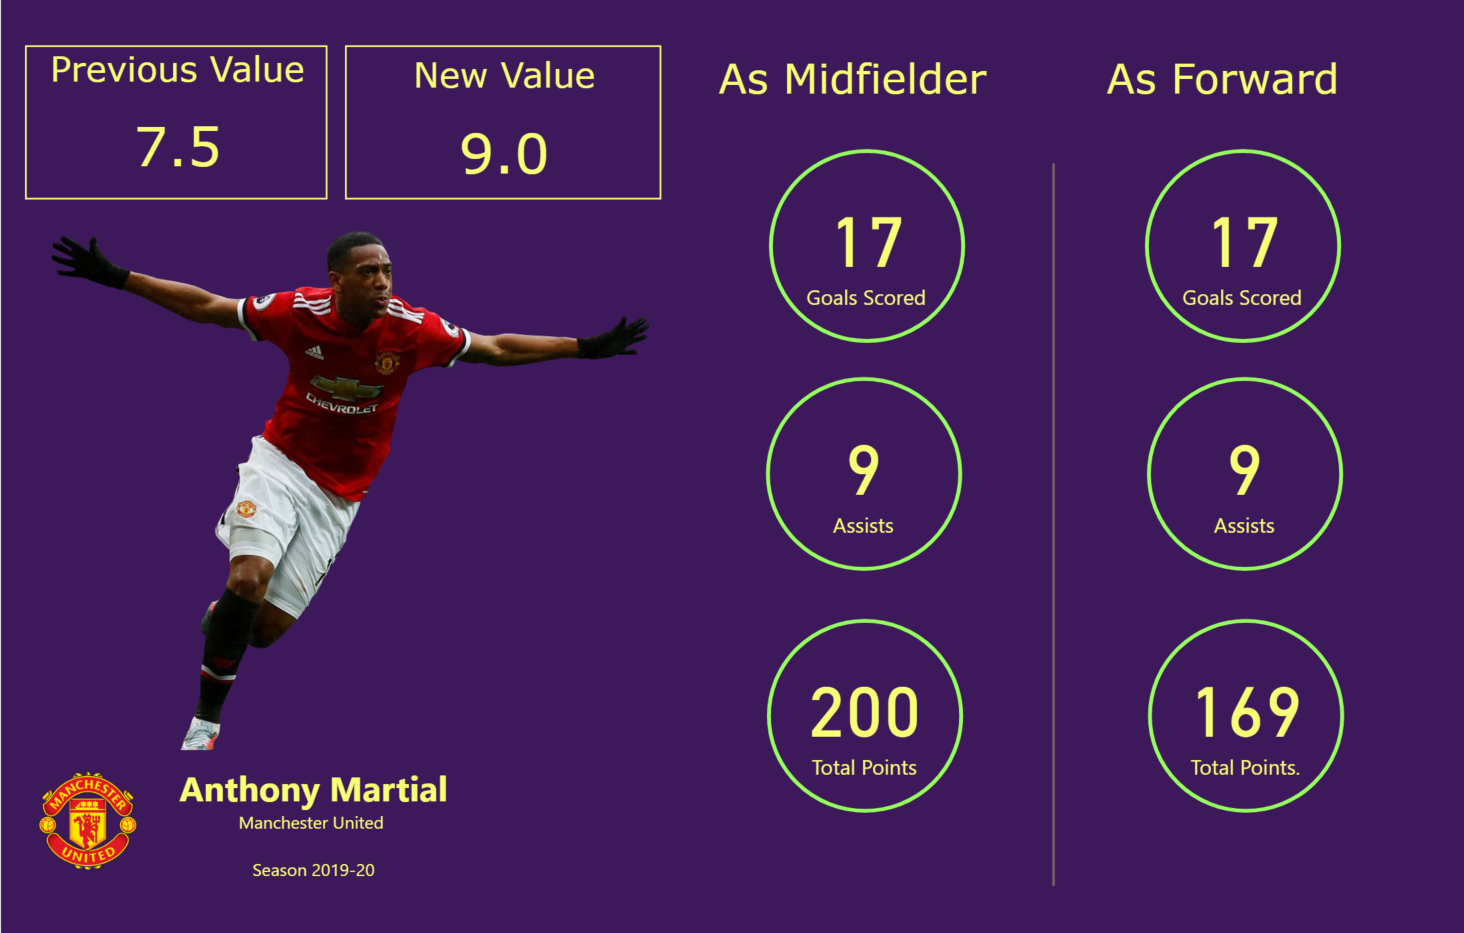 Previous Value
7.5
New Value
9.0
As Midfielder
As Forward
17
Goals Scored
17
Goals Scored
9
Assists
9
Assists
200
Total Points
169
Total Points.
CHEVROLET
MANCHESTER
UNITED
Anthony Martial
Manchester United
Season 2019-20